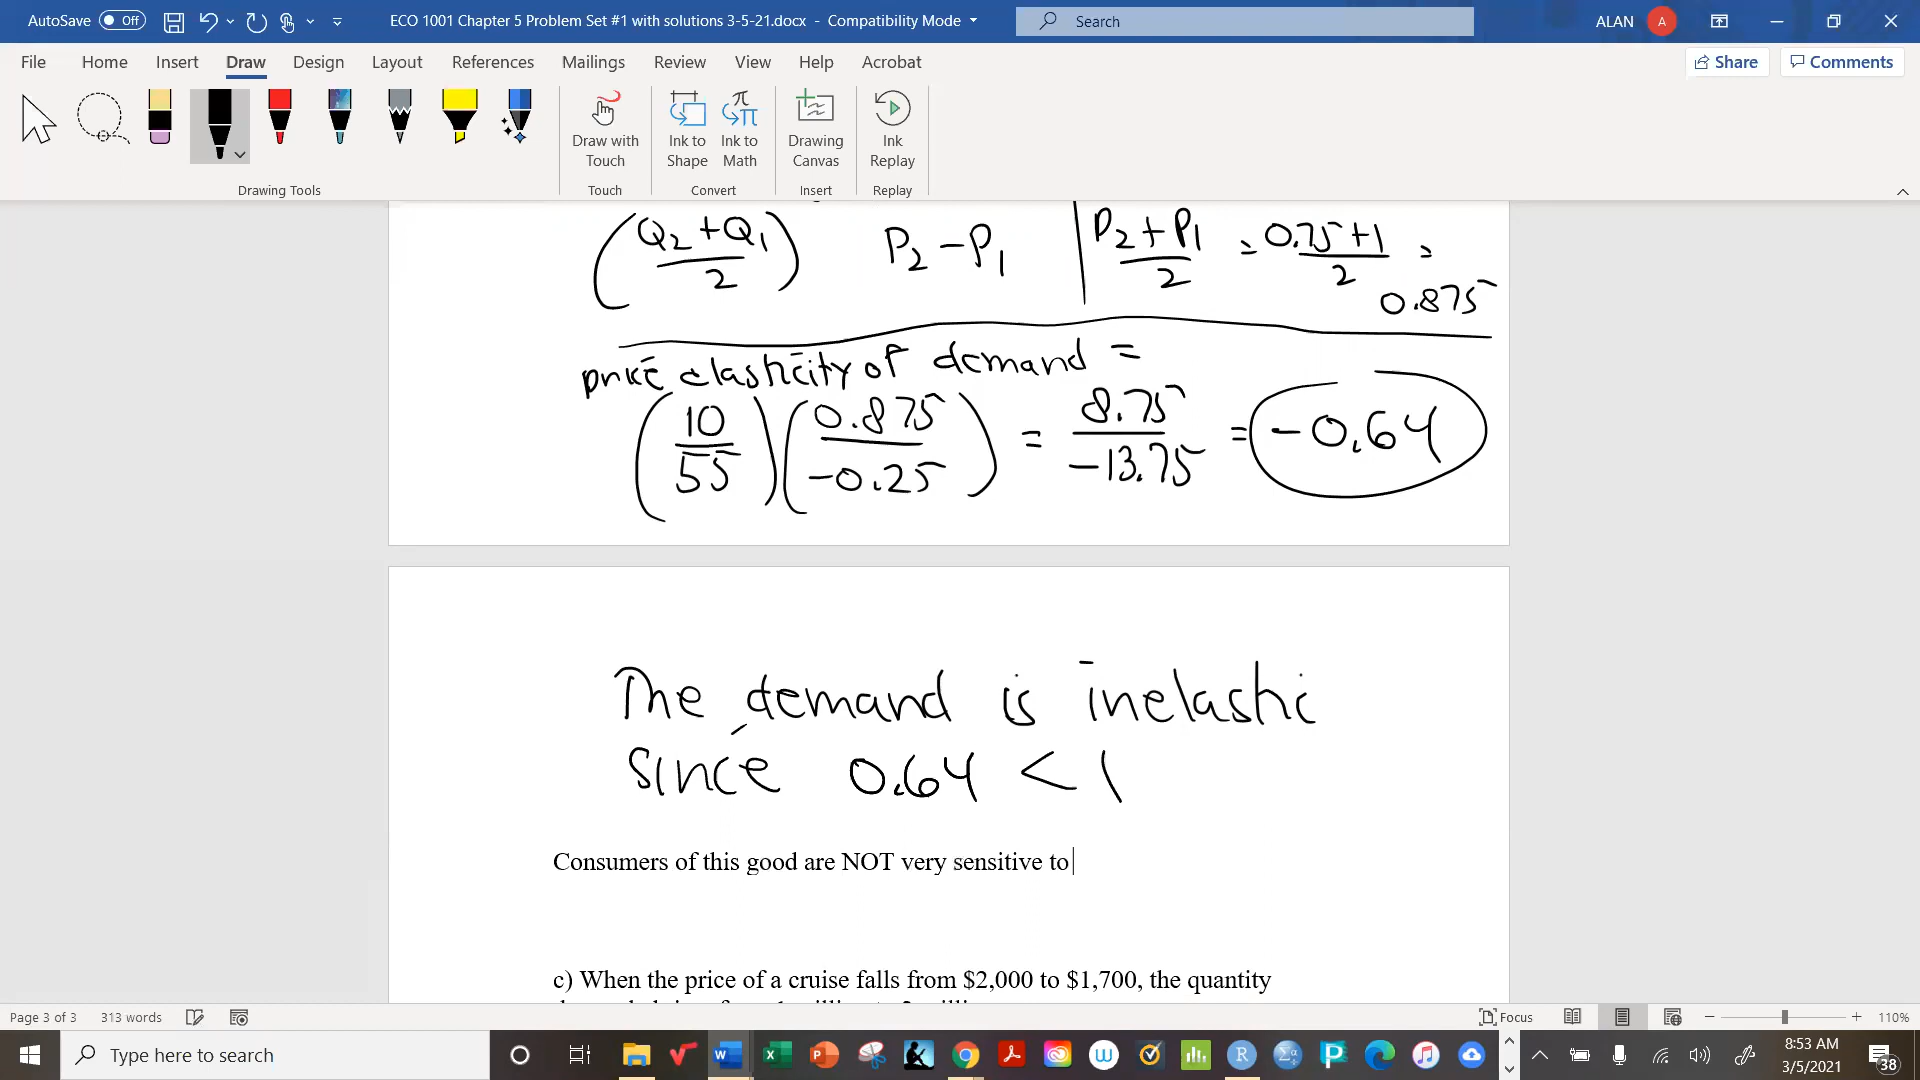 AutoSave Off ECO 1001 Chapter 5 Problem Set #1 with solutions 3-5-21.docx - Compatibility Mode Search ALAN A
File Home Insert Draw Design Layout References Mailings Review View Help Acrobat Share Comments
Draw with Touch
Ink to Shape
Ink to Math
Drawing Canvas
Ink Replay
Drawing Tools Touch Convert Insert Replay
(Q2+Q1/2) P2-P1 | P2+P1/2 = 0.75+1/2 = 0.875
price elasticity of demand =
(10/55)(0.875/-0.25) = 8.75/-13.75 = -0.64
The demand is inelastic
since 0.64 < 1
Consumers of this good are NOT very sensitive to
c) When the price of a cruise falls from $2,000 to $1,700, the quantity
Page 3 of 3 313 words Focus 110%
Type here to search 8:53 AM
3/5/2021 38